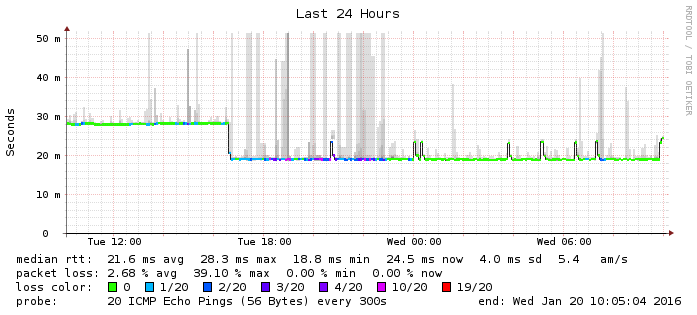 Last 24 Hours
RRDTOOL / TOBI OETIKER
Seconds
50 m
40 m
30 m
20 m
10 m
0
Tue 12:00 Tue 18:00 Wed 00:00 Wed 06:00
median rtt: 21.6 ms avg 28.3 ms max 18.8 ms min 24.5 ms now 4.0 ms sd 5.4 am/s
packet loss: 2.68 % avg 39.10 % max 0.00 % min 0.00 % now
loss color: 0 1/20 2/20 3/20 4/20 10/20 19/20
probe: 20 ICMP Echo Pings (56 Bytes) every 300s end: Wed Jan 20 10:05:04 2016